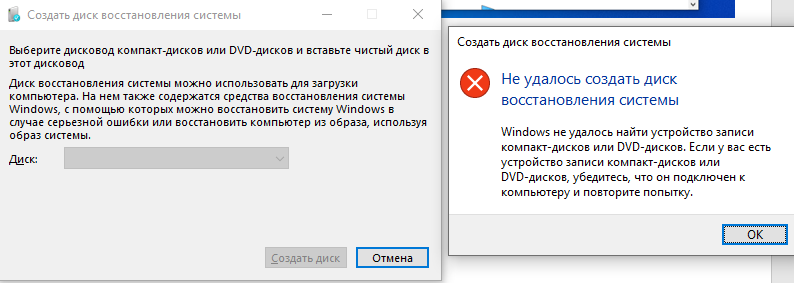 Создать диск восстановления системы
Выберите дисковод компакт-дисков или DVD-дисков и вставьте чистый диск в
этот дисковод
Диск восстановления системы можно использовать для загрузки
компьютера. На нем также содержатся средства восстановления системы
Windows, с помощью которых можно восстановить систему Windows в
случае серьезной ошибки или восстановить компьютер из образа, используя
образ системы.
Диск:
Создать диск
Отмена
Создать диск восстановления системы
Не удалось создать диск
восстановления системы
Windows не удалось найти устройство записи
компакт-дисков или DVD-дисков. Если у вас есть
устройство записи компакт-дисков или
DVD-дисков, убедитесь, что он подключен к
компьютеру и повторите попытку.
OK